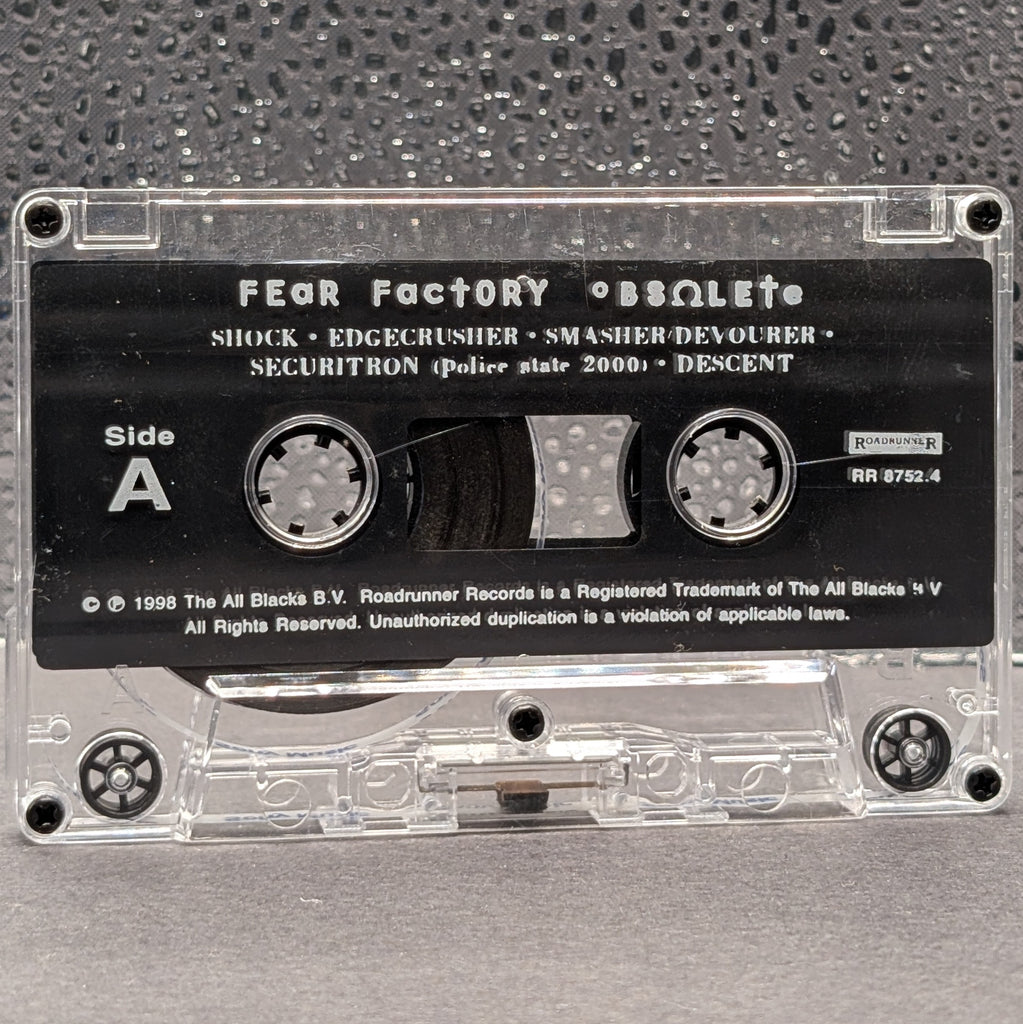 FEaR FactORY OBSΩLEte
SHOCK • EDGECRUSHER • SMASHER/DEVOURER •
SECURITRON (Police state 2000) • DESCENT
Side
A
ROADRUNNER
RR 8752.4
© ℗ 1998 The All Blacks B.V. Roadrunner Records is a Registered Trademark of The All Blacks B V
All Rights Reserved. Unauthorized duplication is a violation of applicable laws.